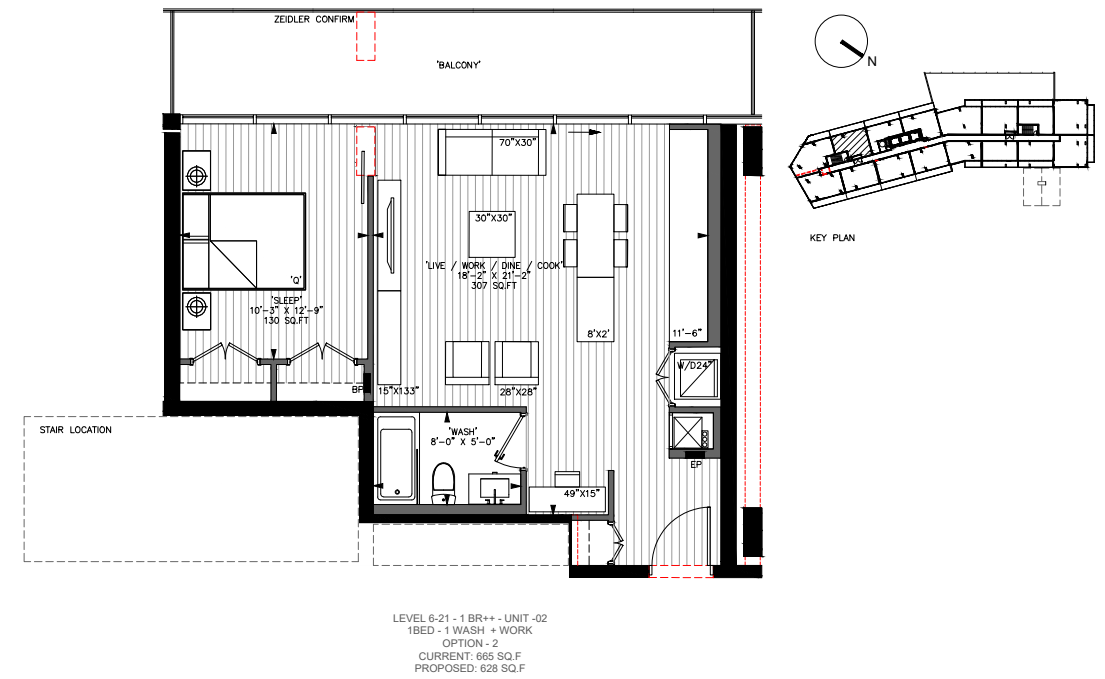 ZEIDLER CONFIRM
'BALCONY'
N
70"X30"
30"X30"
'LIVE / WORK / DINE / COOK'
18'-2" X 21'-2"
307 SQ.FT
'Q'
'SLEEP'
10'-3" X 12'-9"
130 SQ.FT
8'X2'
11'-6"
W/D24"
BP
15"X133"
28"X28"
KEY PLAN
STAIR LOCATION
'WASH'
8'-0" X 5'-0"
EP
49"X15"
LEVEL 6-21 - 1 BR++ - UNIT -02
1BED - 1 WASH + WORK
OPTION - 2
CURRENT: 665 SQ.F
PROPOSED: 628 SQ.F